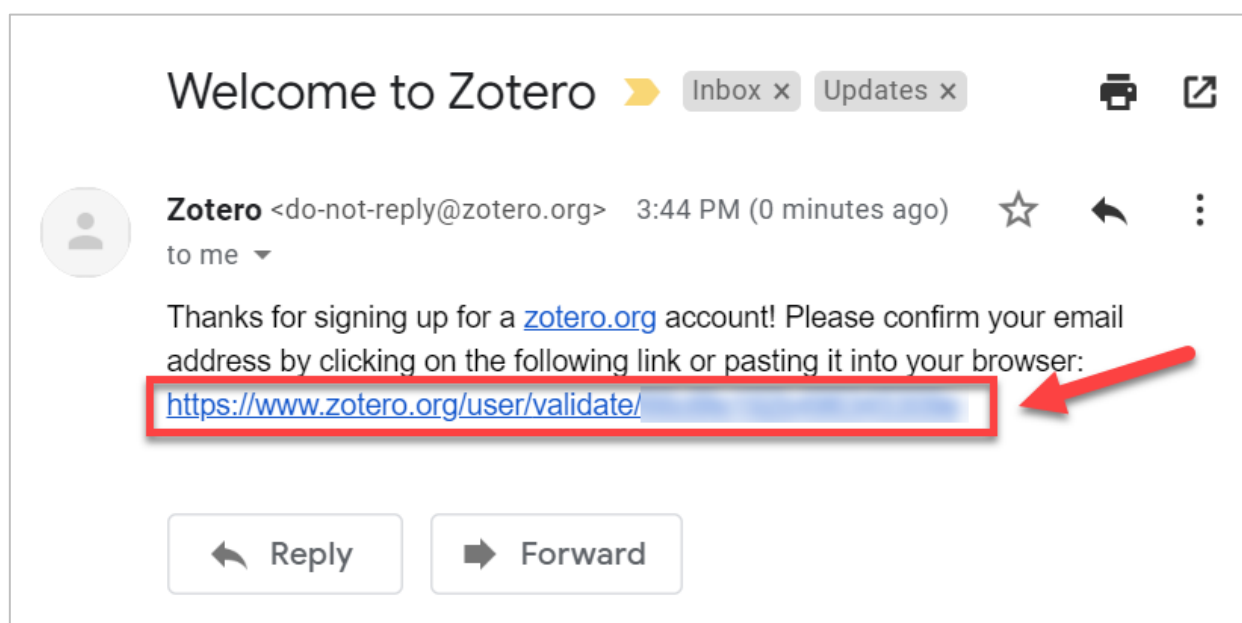 Welcome to Zotero Inbox × Updates ×
Zotero <do-not-reply@zotero.org> 3:44 PM (0 minutes ago)
to me
Thanks for signing up for a zotero.org account! Please confirm your email
address by clicking on the following link or pasting it into your browser:
https://www.zotero.org/user/validate/
Reply Forward